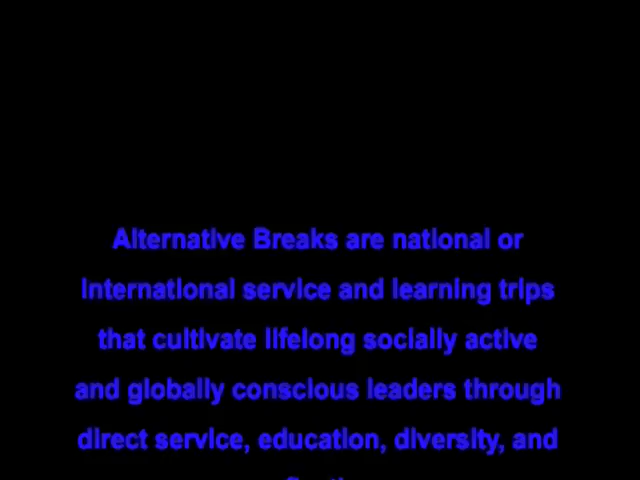 Alternative Breaks are national or
international service and learning trips
that cultivate lifelong socially active
and globally conscious leaders through
direct service, education, diversity, and